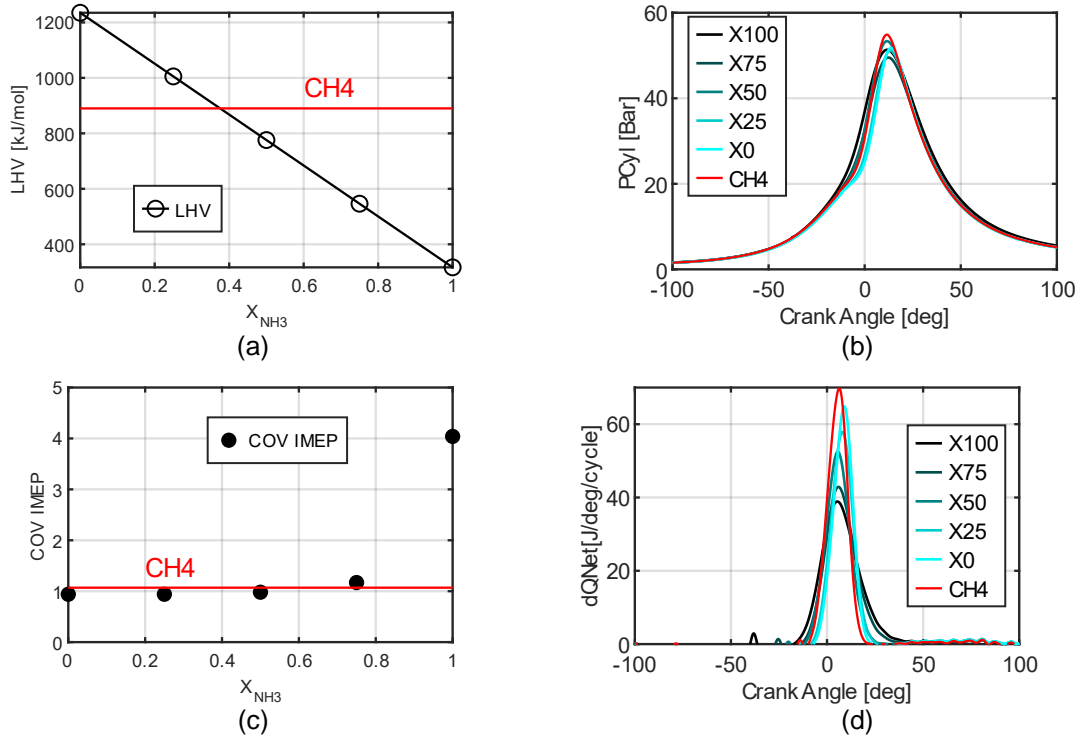 1200
1000
800
600
400
LHV [kJ/mol]
CH4
LHV
0
0.2
0.4
0.6
0.8
1
X_NH3
(a)
60
40
20
0
PCyl [Bar]
X100
X75
X50
X25
X0
CH4
-100
-50
0
50
100
Crank Angle [deg]
(b)
5
4
3
2
1
0
COV IMEP
COV IMEP
CH4
0
0.2
0.4
0.6
0.8
1
X_NH3
(c)
60
40
20
0
dQNet[J/deg/cycle]
X100
X75
X50
X25
X0
CH4
-100
-50
0
50
100
Crank Angle [deg]
(d)